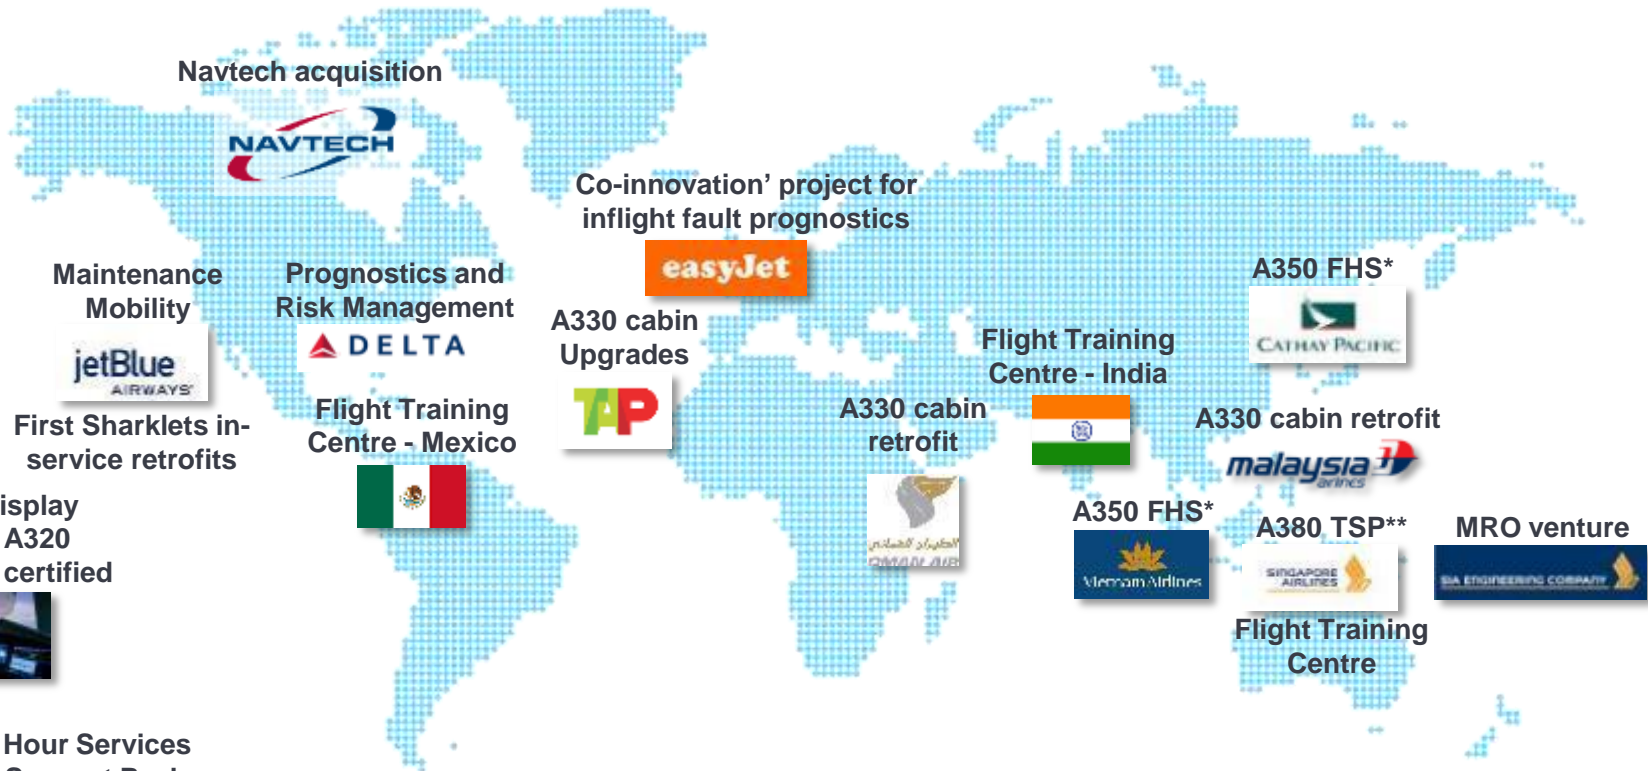 Navtech acquisition
NAVTECH
Co-innovation’ project for
inflight fault prognostics
easyJet
Maintenance
Mobility
jetBlue
AIRWAYS
First Sharklets in-
service retrofits
Prognostics and
Risk Management
DELTA
Flight Training
Centre - Mexico
A330 cabin
Upgrades
TAP
A330 cabin
retrofit
الطيران العماني
OMAN AIR
Flight Training
Centre - India
A350 FHS*
CATHAY PACIFIC
A330 cabin retrofit
malaysia
airlines
A350 FHS*
Vietnam Airlines
A380 TSP**
SINGAPORE
AIRLINES
Flight Training
Centre
MRO venture
SIA ENGINEERING COMPANY
isplay
A320
certified
Hour Services